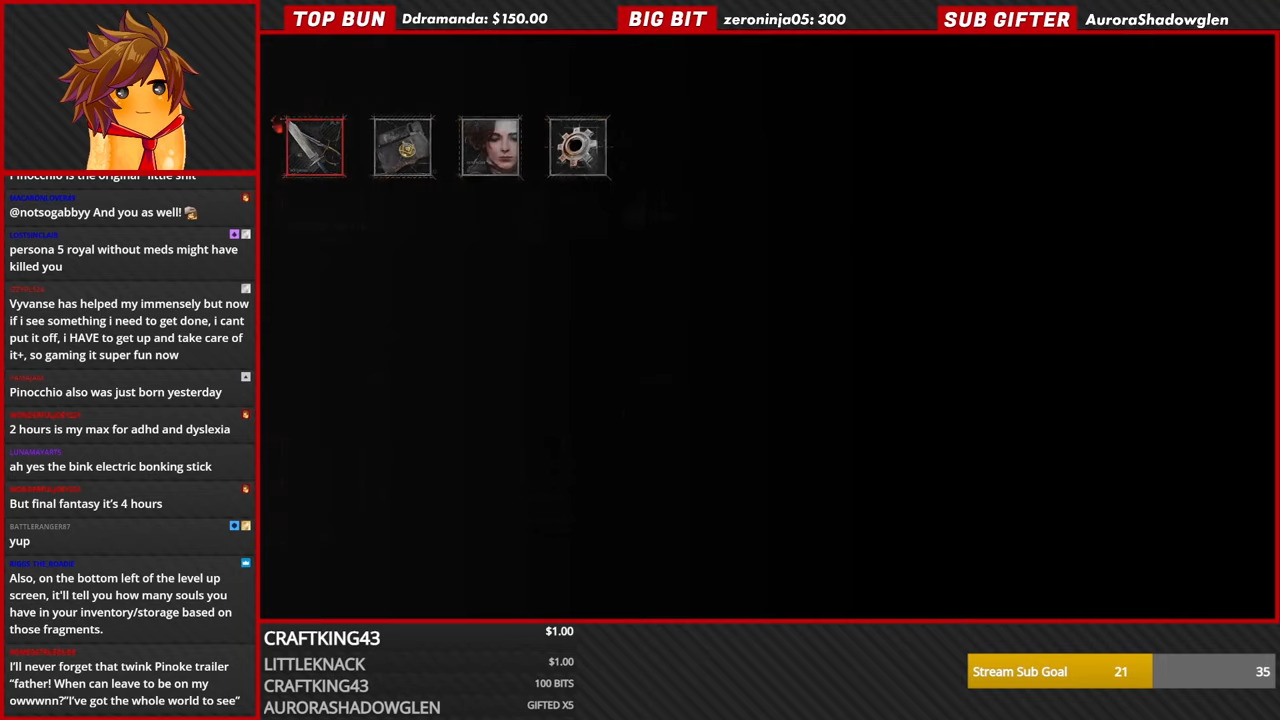 TOP BUN Ddramanda: $150.00 BIG BIT zeroninja05: 300 SUB GIFTER AuroraShadowglen
Pinocchio is the original "little shit"
@notsogabbyy And you as well!
LOSTSINCLAIR
persona 5 royal without meds might have
killed you
Vyvanse has helped my immensely but now
if i see something i need to get done, i cant
put it off, i HAVE to get up and take care of
it+, so gaming it super fun now
Pinocchio also was just born yesterday
2 hours is my max for adhd and dyslexia
LUNAMAYARTS
ah yes the bink electric bonking stick
But final fantasy it's 4 hours
BATTLERANGER87
yup
Also, on the bottom left of the level up
screen, it'll tell you how many souls you
have in your inventory/storage based on
those fragments.
I'll never forget that twink Pinoke trailer
"father! When can leave to be on my
owwwnn?"I've got the whole world to see"
CRAFTKING43 $1.00
LITTLEKNACK $1.00
CRAFTKING43 100 BITS
AURORASHADOWGLEN GIFTED X5
Stream Sub Goal 21 35